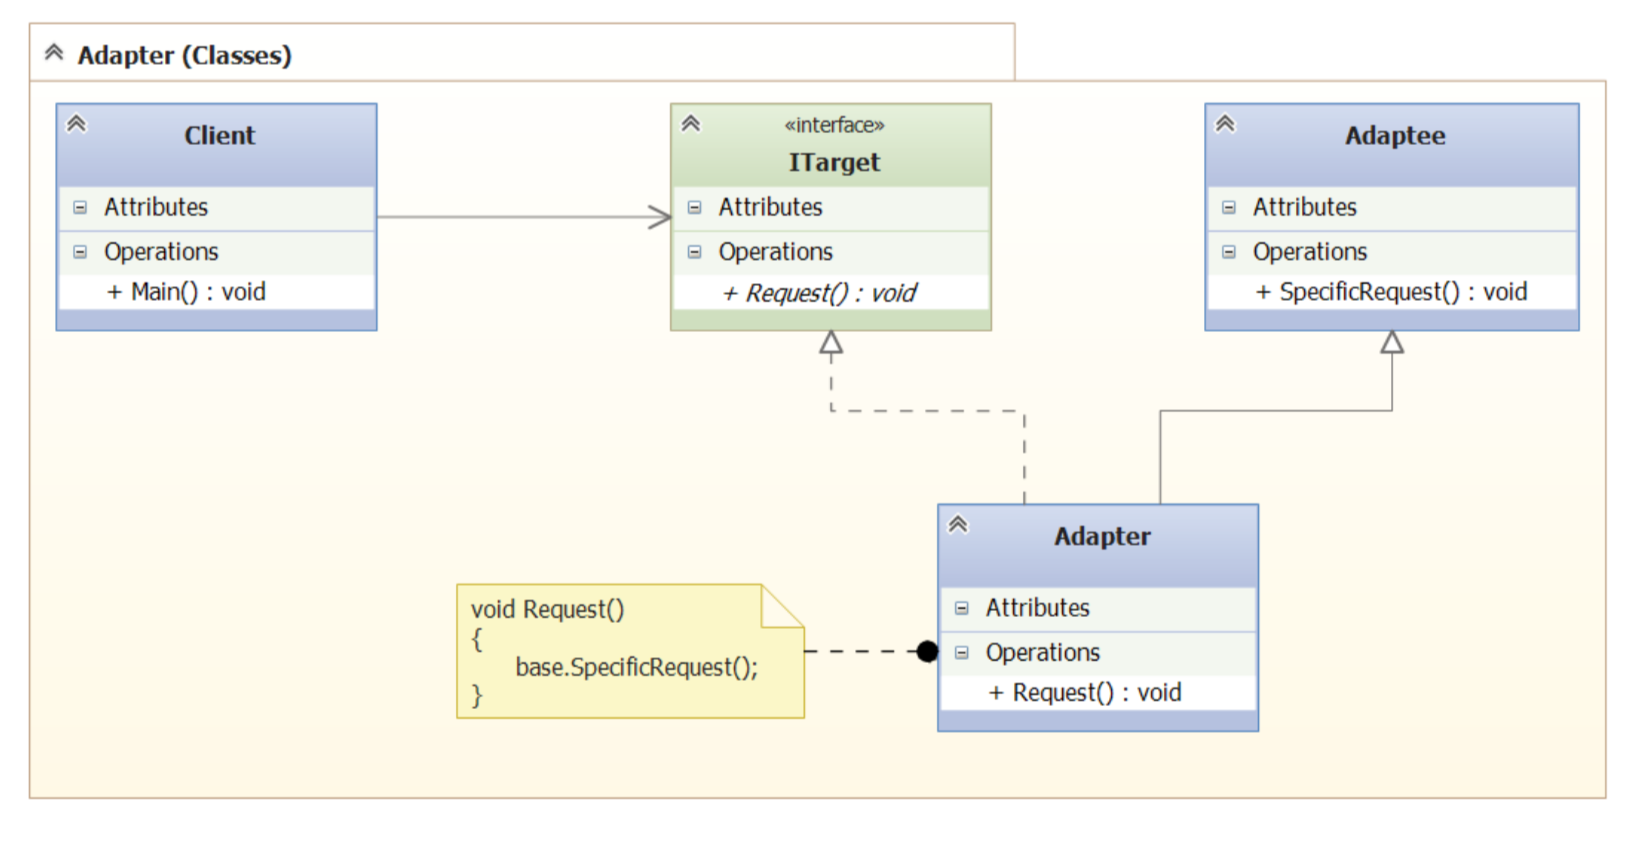 Adapter (Classes)
Client
Attributes
Operations
+ Main() : void
«interface»
ITarget
Attributes
Operations
+ Request() : void
Adaptee
Attributes
Operations
+ SpecificRequest() : void
Adapter
Attributes
Operations
+ Request() : void
void Request()
{
base.SpecificRequest();
}